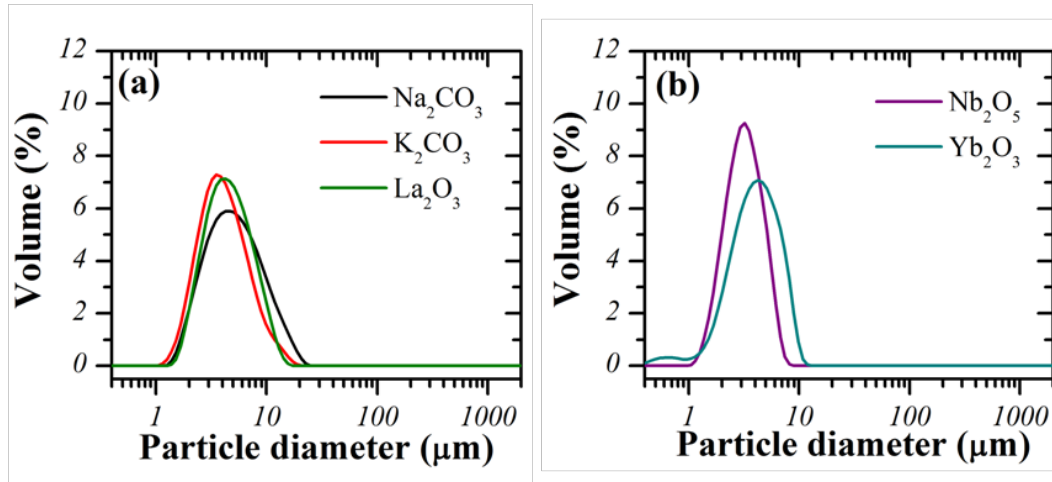 (a)
Na₂CO₃
K₂CO₃
La₂O₃
Volume (%)
12
10
8
6
4
2
0
1 10 100 1000
Particle diameter (μm)
(b)
Nb₂O₅
Yb₂O₃
Volume (%)
12
10
8
6
4
2
0
1 10 100 1000
Particle diameter (μm)